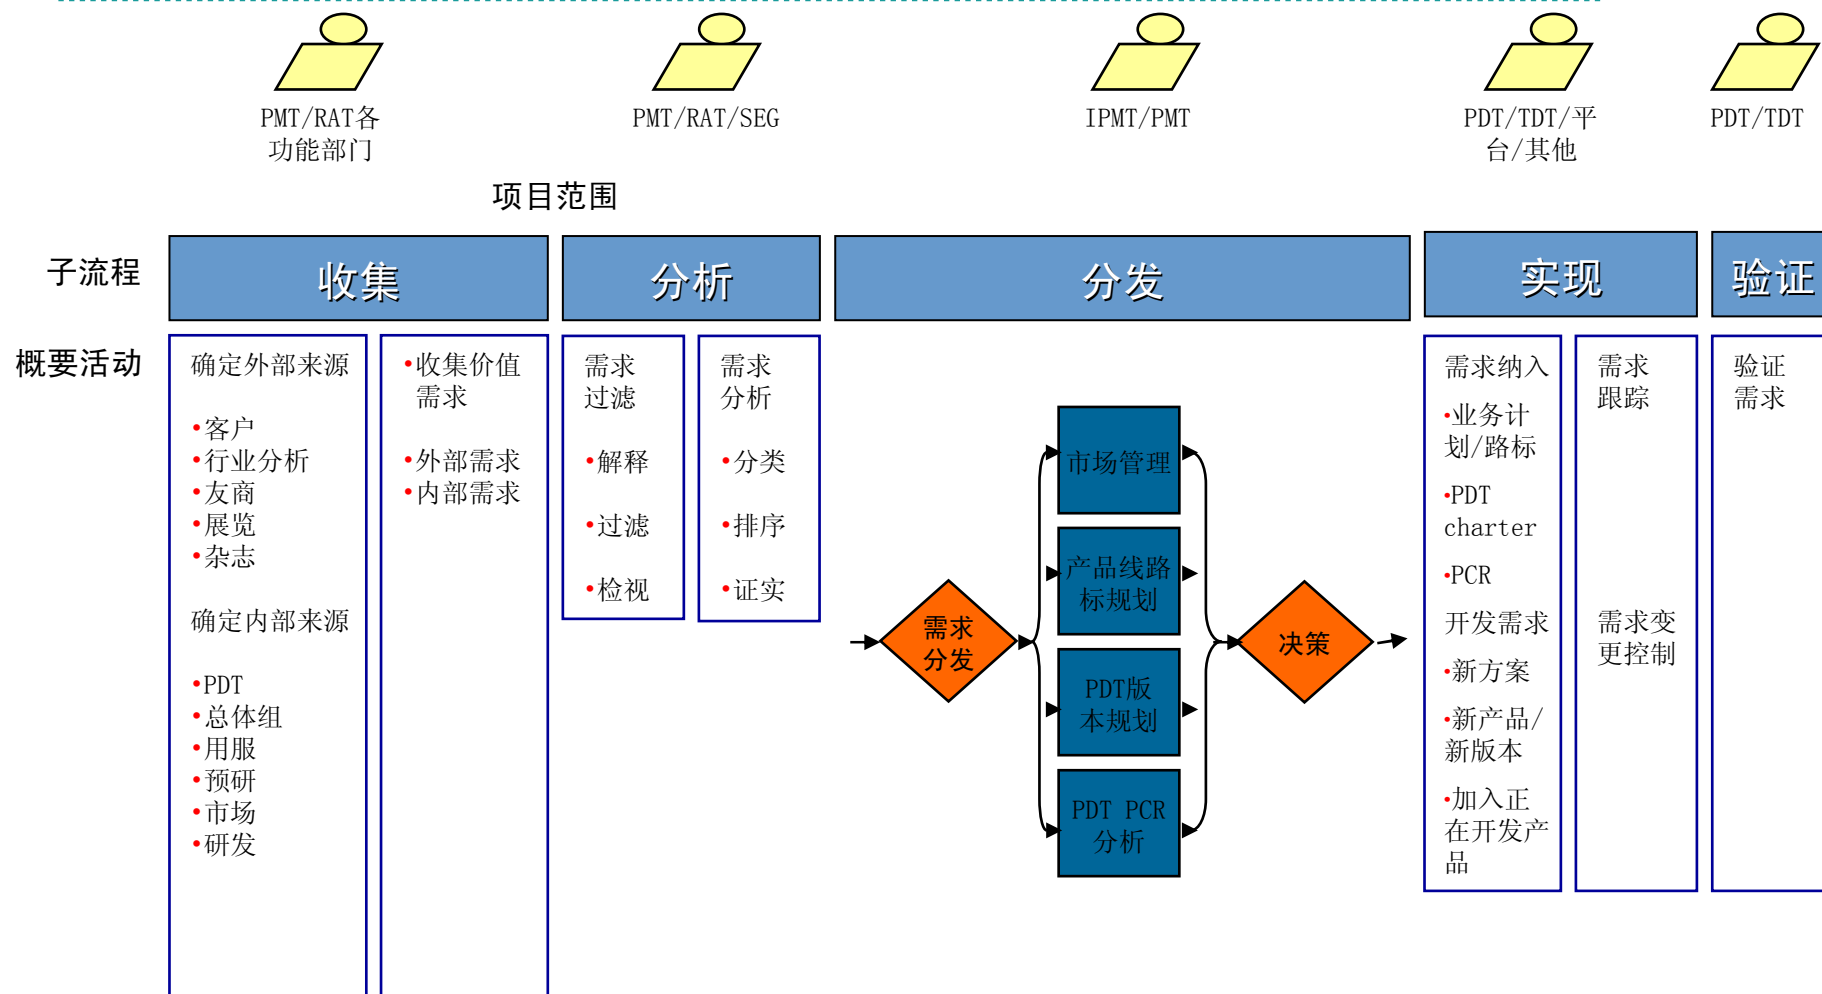 PMT/RAT各
功能部门
PMT/RAT/SEG
IPMT/PMT
PDT/TDT/平
台/其他
PDT/TDT
项目范围
子流程
收集
分析
分发
实现
验证
概要活动
确定外部来源
•客户
•行业分析
•友商
•展览
•杂志
确定内部来源
•PDT
•总体组
•用服
•预研
•市场
•研发
•收集价值
需求
•外部需求
•内部需求
需求
过滤
•解释
•过滤
•检视
需求
分析
•分类
•排序
•证实
需求
分发
市场管理
产品线路
标规划
PDT版
本规划
PDT PCR
分析
决策
需求纳入
•业务计
划/路标
•PDT
charter
•PCR
开发需求
•新方案
•新产品/
新版本
•加入正
在开发产
品
需求
跟踪
需求变
更控制
验证
需求